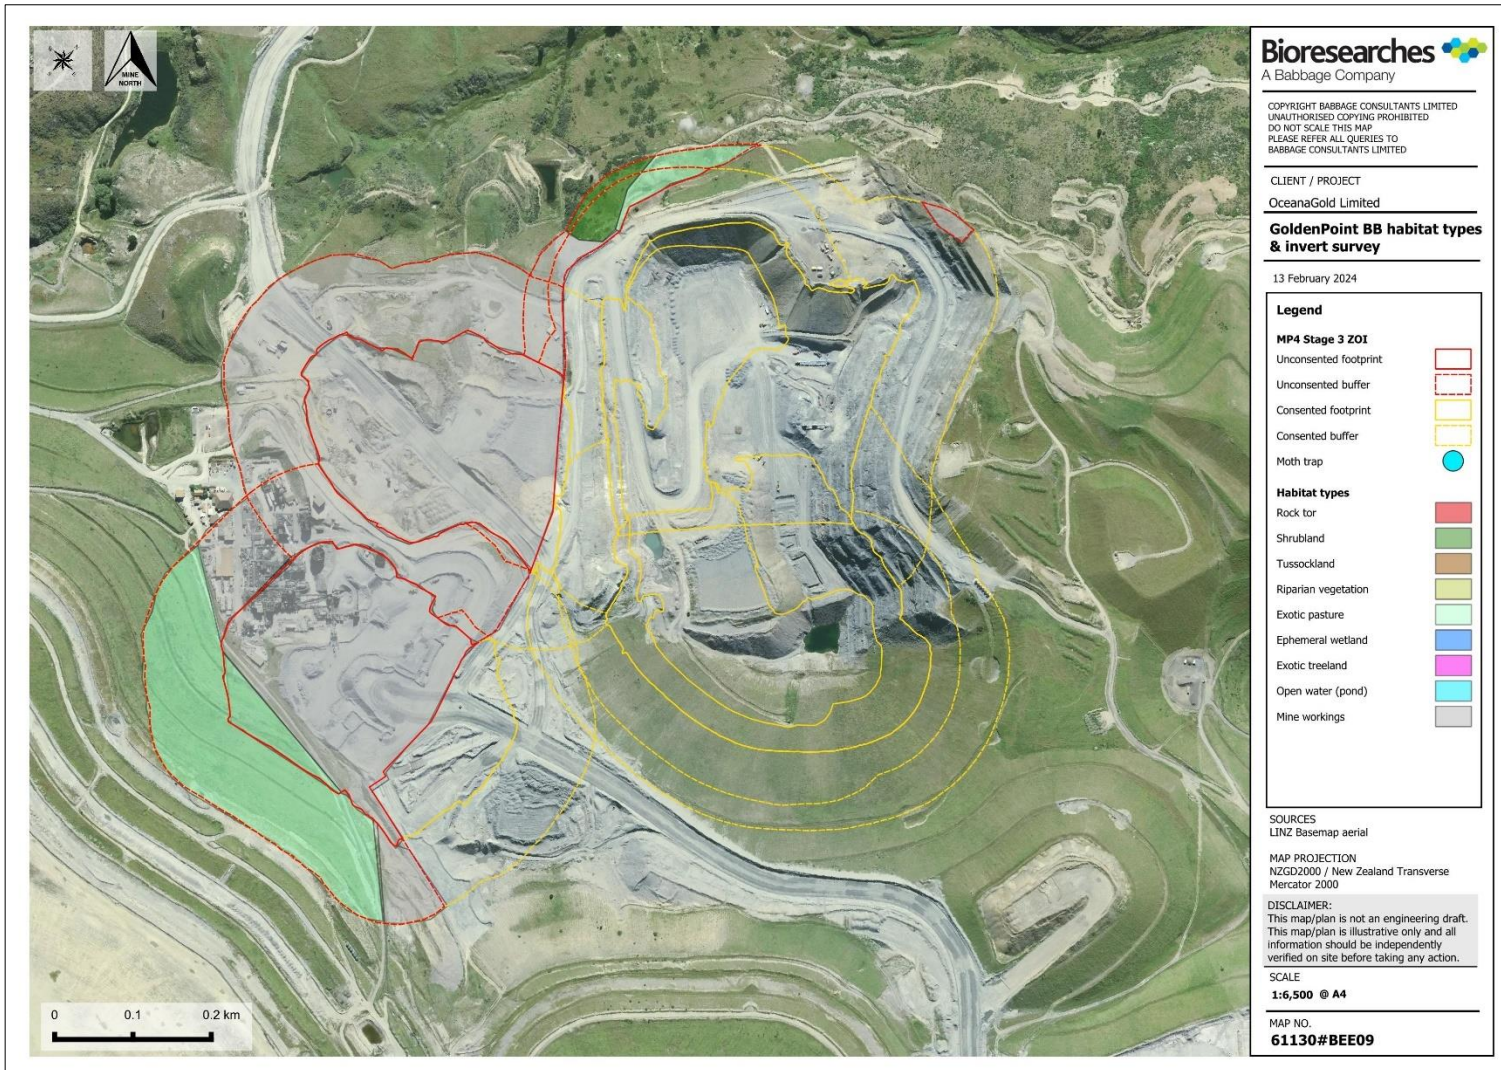 MINE
NORTH
0 0.1 0.2 km
Bioresearches
A Babbage Company
COPYRIGHT BABBAGE CONSULTANTS LIMITED
UNAUTHORISED COPYING PROHIBITED
DO NOT SCALE THIS MAP
PLEASE REFER ALL QUERIES TO
BABBAGE CONSULTANTS LIMITED
CLIENT / PROJECT
OceanaGold Limited
GoldenPoint BB habitat types
& invert survey
13 February 2024
Legend
MP4 Stage 3 ZOI
Unconsented footprint
Unconsented buffer
Consented footprint
Consented buffer
Moth trap
Habitat types
Rock tor
Shrubland
Tussockland
Riparian vegetation
Exotic pasture
Ephemeral wetland
Exotic treeland
Open water (pond)
Mine workings
SOURCES
LINZ Basemap aerial
MAP PROJECTION
NZGD2000 / New Zealand Transverse
Mercator 2000
DISCLAIMER:
This map/plan is not an engineering draft.
This map/plan is illustrative only and all
information should be independently
verified on site before taking any action.
SCALE
1:6,500 @ A4
MAP NO.
61130#BEE09